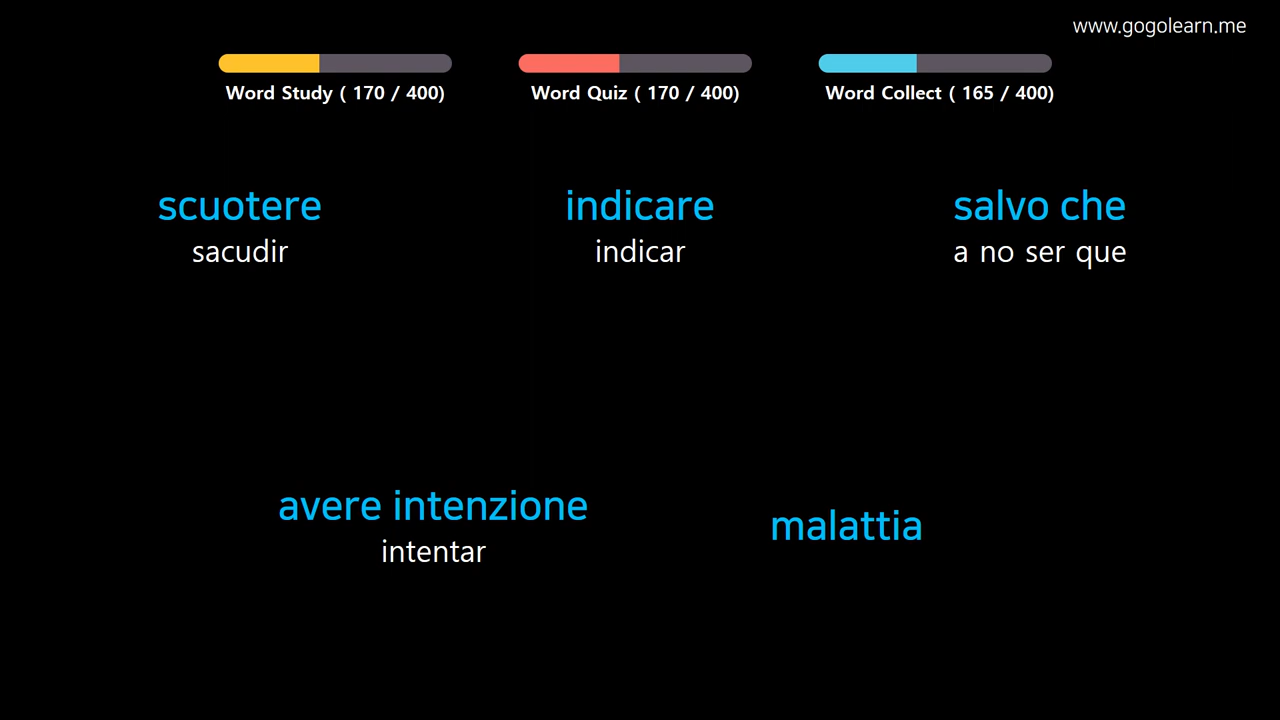 www.gogolearn.me
Word Study ( 170 / 400)
Word Quiz ( 170 / 400)
Word Collect ( 165 / 400)
scuotere
sacudir
indicare
indicar
salvo che
a no ser que
avere intenzione
intentar
malattia